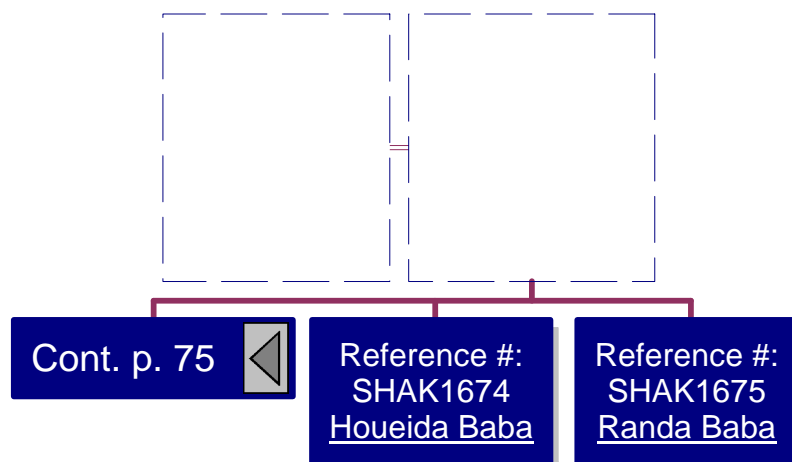 Cont. p. 75
Reference #:
SHAK1674
Houeida Baba
Reference #:
SHAK1675
Randa Baba